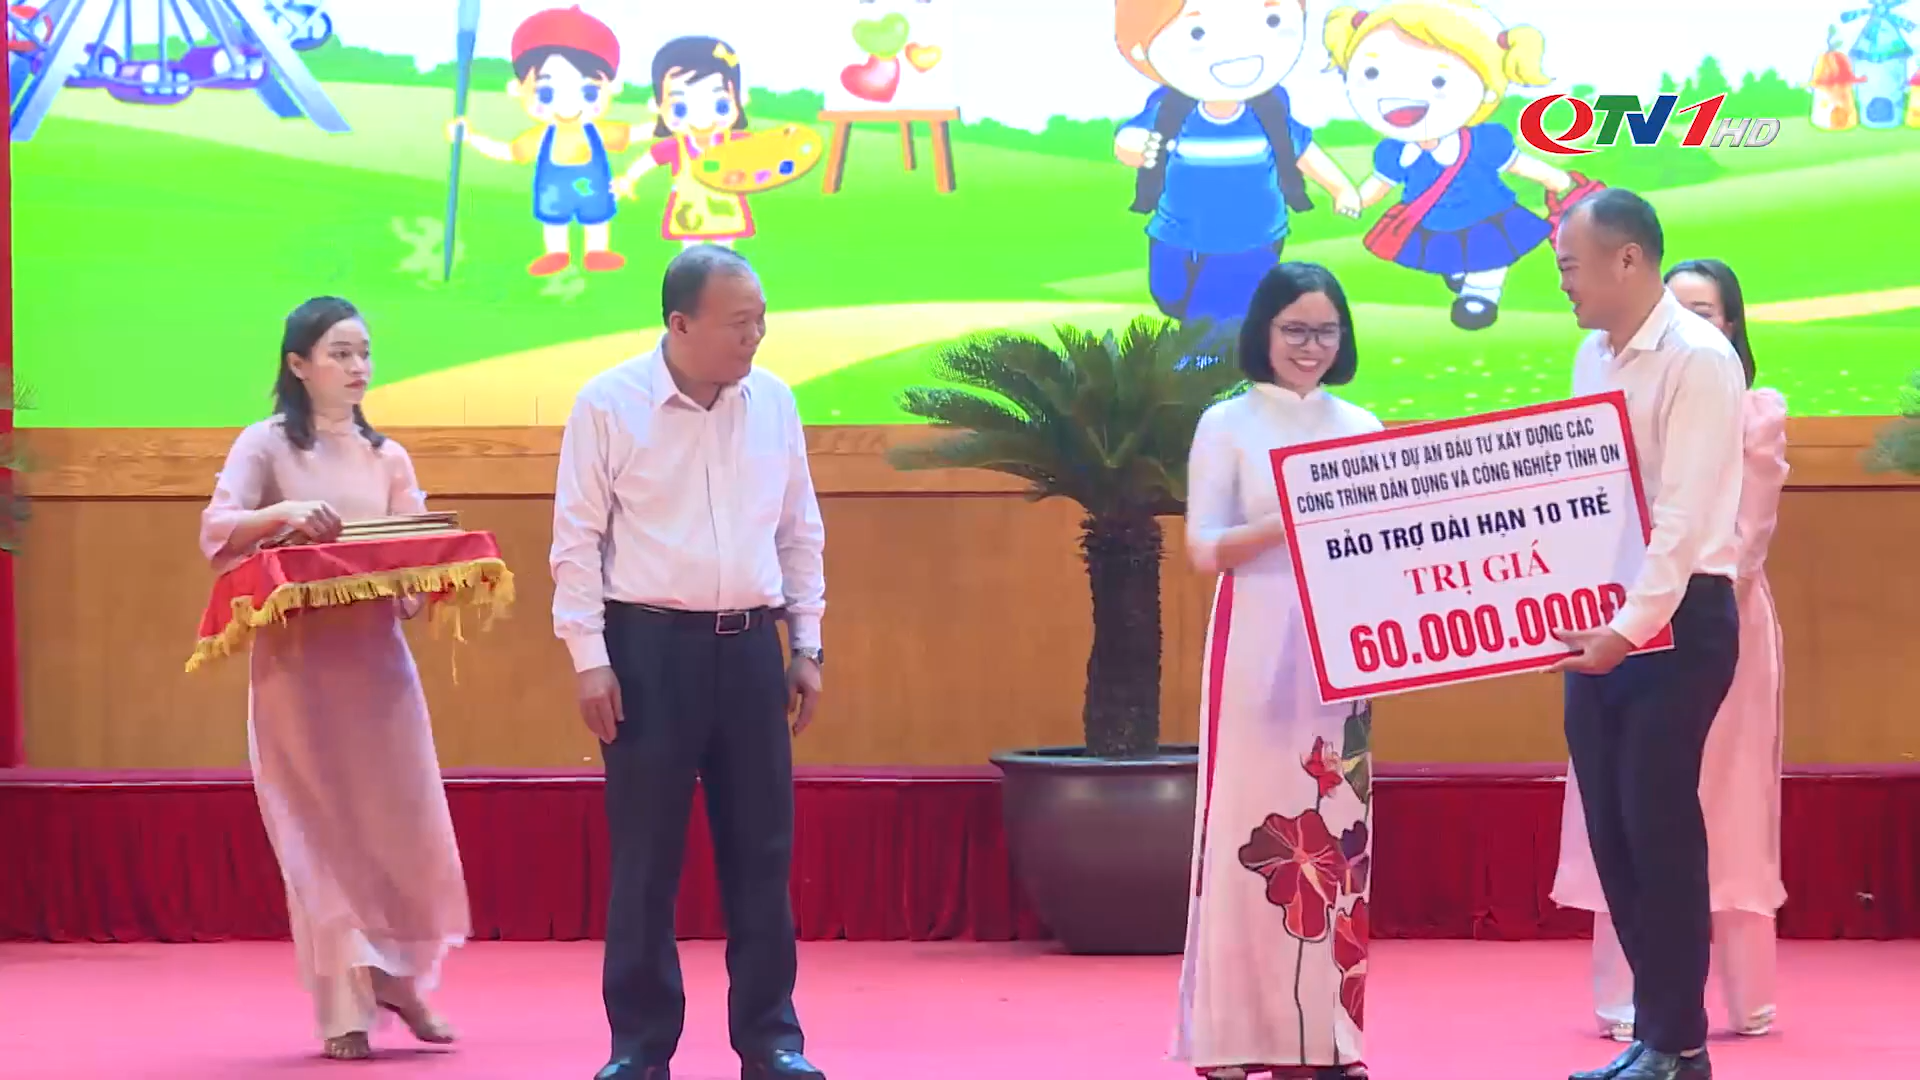 QTV1HD
BAN QUẢN LÝ DỰ ÁN ĐẦU TƯ XÂY DỰNG CÁC
CÔNG TRÌNH DÂN DỤNG VÀ CÔNG NGHIỆP TỈNH QN
BẢO TRỢ DÀI HẠN 10 TRẺ
TRỊ GIÁ
60.000.000Đ